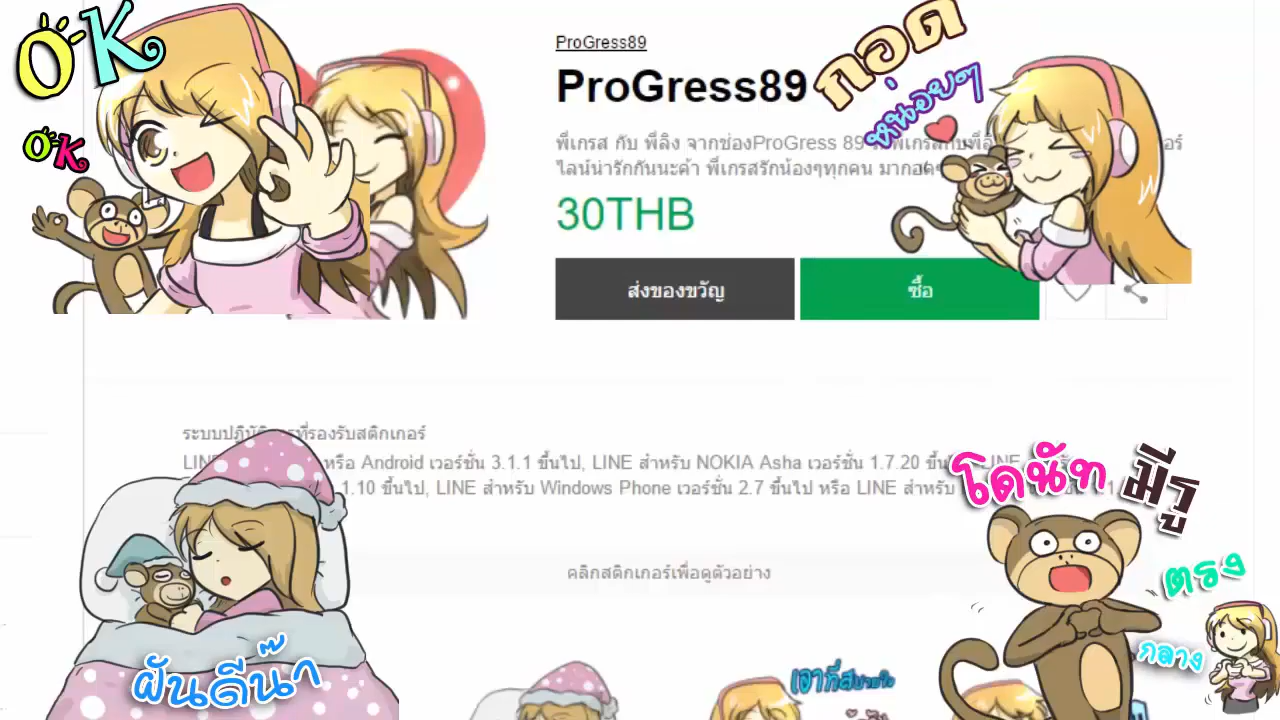 OK
OK
ProGress89
ProGress89
กอด
หน่อยๆ
พี่เกรส กับ พี่ลิง จากช่องProGress 89
ไลน์น่ารักกันนะค้า พี่เกรสรักน้องๆทุกคน
30THB
ส่งของขวัญ
ซื้อ
ระบบปฏิบัติการที่รองรับสติกเกอร์
LINE หรือ Android เวอร์ชั่น 3.1.1 ขึ้นไป, LINE สำหรับ NOKIA Asha เวอร์ชั่น 1.7.20 ขึ้นไป
1.10 ขึ้นไป, LINE สำหรับ Windows Phone เวอร์ชั่น 2.7 ขึ้นไป หรือ LINE สำหรับ
โดนัท มีรู
ตรง
กลาง
คลิกสติกเกอร์เพื่อดูตัวอย่าง
ฝันดีน๊า